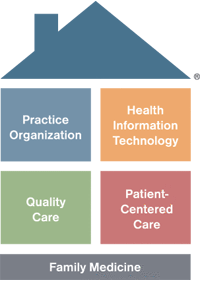 ®
Practice
Organization
Health
Information
Technology
Quality
Care
Patient-
Centered
Care
Family Medicine